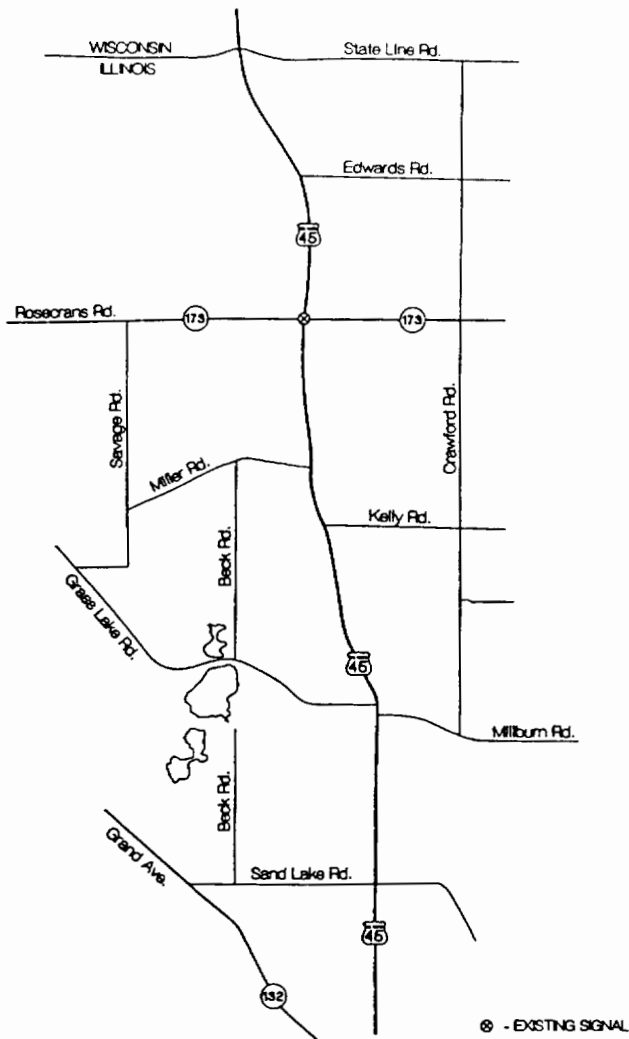 WISCONSIN
ILLINOIS
State Line Rd.
Edwards Rd.
45
Rosecrans Rd.
173
173
Savage Rd.
Crawford Rd.
Miller Rd.
Kelly Rd.
Beck Rd.
Grass Lake Rd.
45
Millburn Rd.
Beck Rd.
Grand Ave.
Sand Lake Rd.
45
132
⊗ - EXISTING SIGNAL